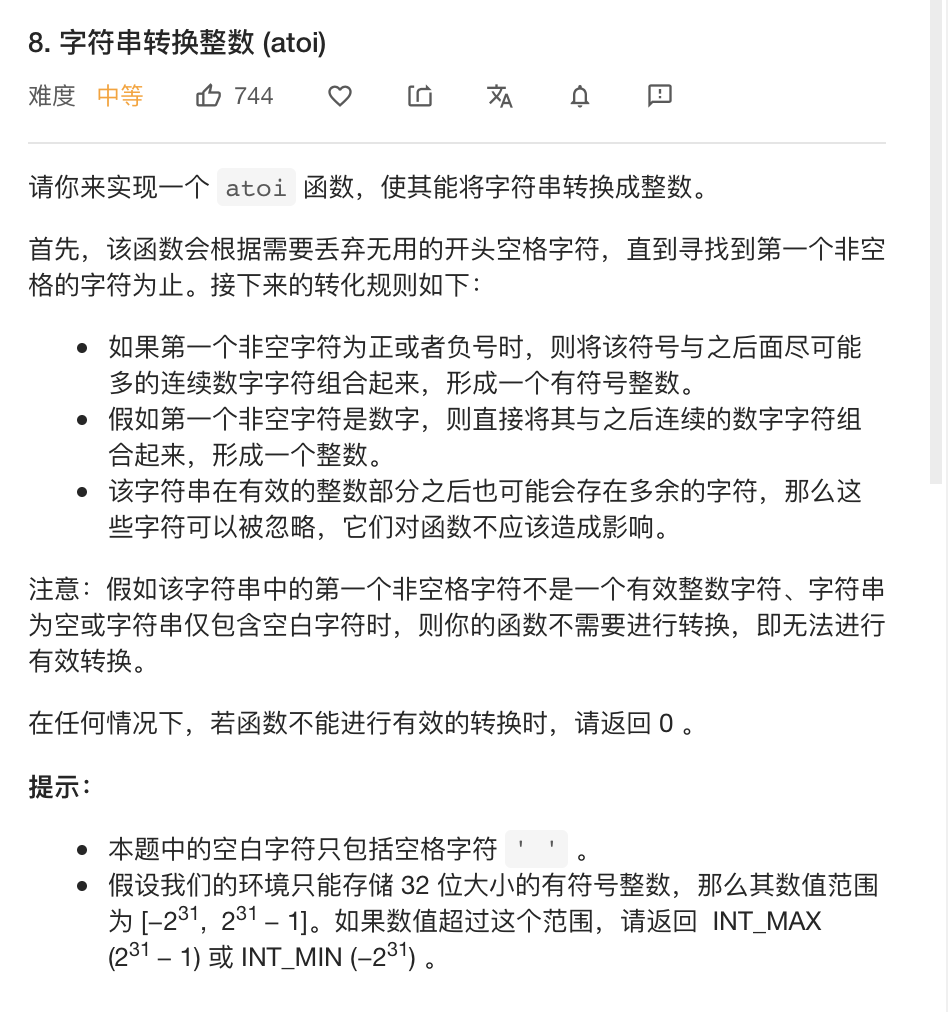 8. 字符串转换整数 (atoi)
难度 中等 744
请你来实现一个 atoi 函数，使其能将字符串转换成整数。
首先，该函数会根据需要丢弃无用的开头空格字符，直到寻找到第一个非空
格的字符为止。接下来的转化规则如下：
• 如果第一个非空字符为正或者负号时，则将该符号与之后面尽可能
多的连续数字字符组合起来，形成一个有符号整数。
• 假如第一个非空字符是数字，则直接将其与之后连续的数字字符组
合起来，形成一个整数。
• 该字符串在有效的整数部分之后也可能会存在多余的字符，那么这
些字符可以被忽略，它们对函数不应该造成影响。
注意：假如该字符串中的第一个非空格字符不是一个有效整数字符、字符串
为空或字符串仅包含空白字符时，则你的函数不需要进行转换，即无法进行
有效转换。
在任何情况下，若函数不能进行有效的转换时，请返回 0 。
提示：
• 本题中的空白字符只包括空格字符 ' ' 。
• 假设我们的环境只能存储 32 位大小的有符号整数，那么其数值范围
为 [−2³¹, 2³¹ − 1]。如果数值超过这个范围，请返回 INT_MAX
(2³¹ − 1) 或 INT_MIN (−2³¹) 。